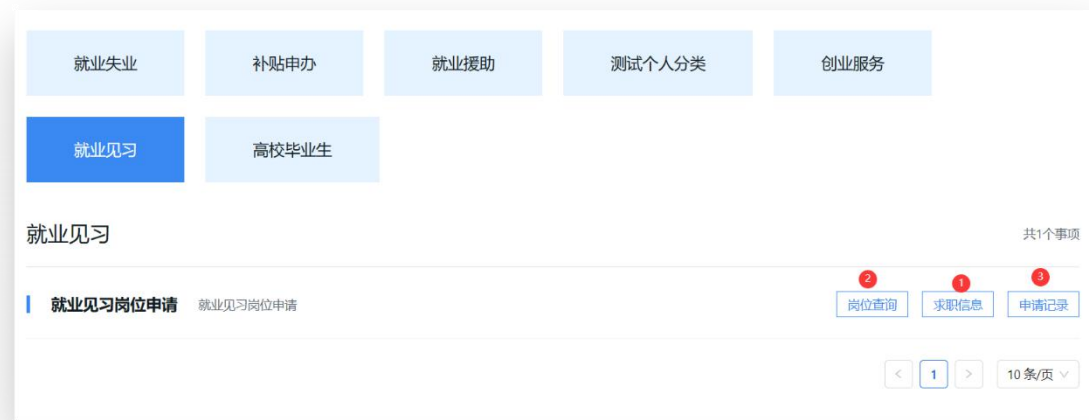 就业失业 补贴申办 就业援助 测试个人分类 创业服务
就业见习 高校毕业生
就业见习 共1个事项
2 1 3
就业见习岗位申请 就业见习岗位申请 岗位查询 求职信息 申请记录
< 1 > 10 条/页